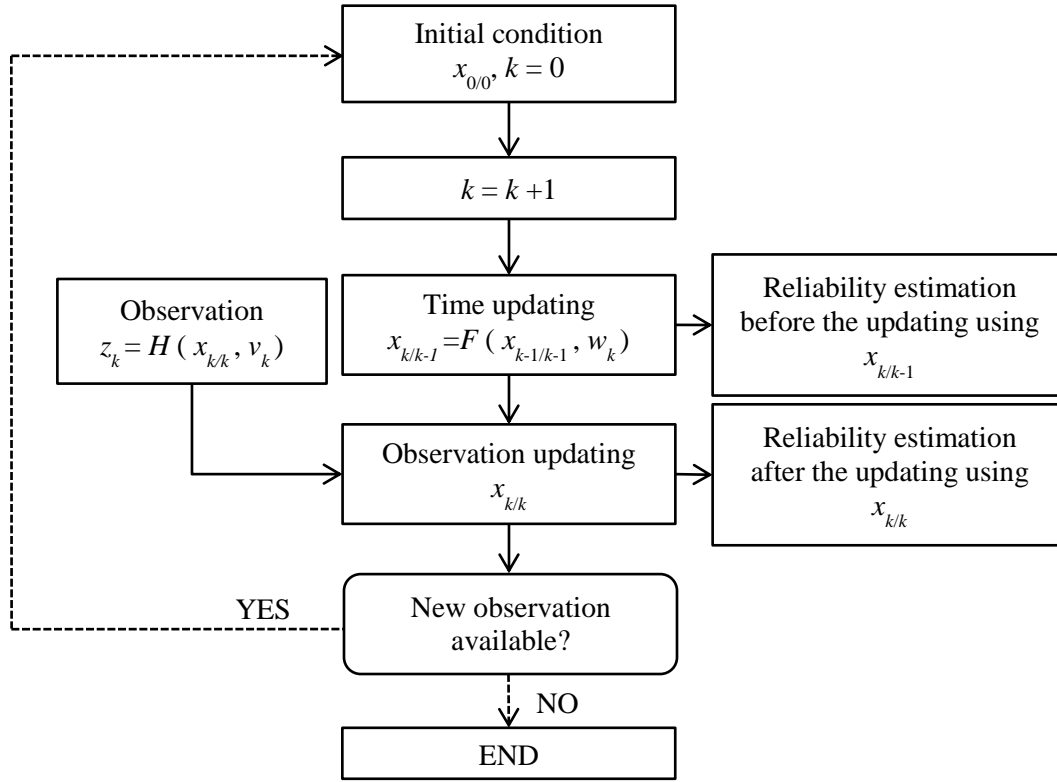 Initial condition
x0/0, k = 0
k = k +1
Time updating
xk/k-1=F ( xk-1/k-1, wk)
Reliability estimation
before the updating using
xk/k-1
Observation
zk = H ( xk/k, vk)
Observation updating
xk/k
Reliability estimation
after the updating using
xk/k
New observation
available?
YES
NO
END